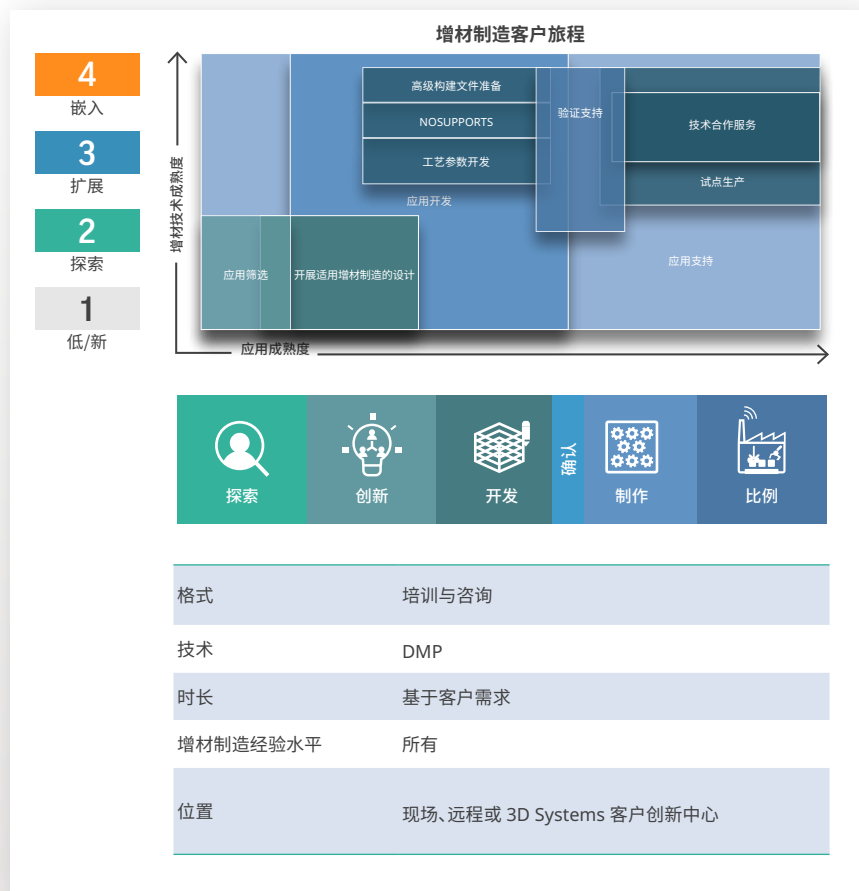 增材制造客户旅程
4
嵌入
3
扩展
2
探索
1
低/新
增材技术成熟度
高级构建文件准备
NOSUPPORTS
工艺参数开发
应用开发
验证支持
技术合作服务
试点生产
应用支持
应用筛选
开展适用增材制造的设计
应用成熟度
探索
创新
开发
确认
制作
比例
格式 培训与咨询
技术 DMP
时长 基于客户需求
增材制造经验水平 所有
位置 现场、远程或 3D Systems 客户创新中心